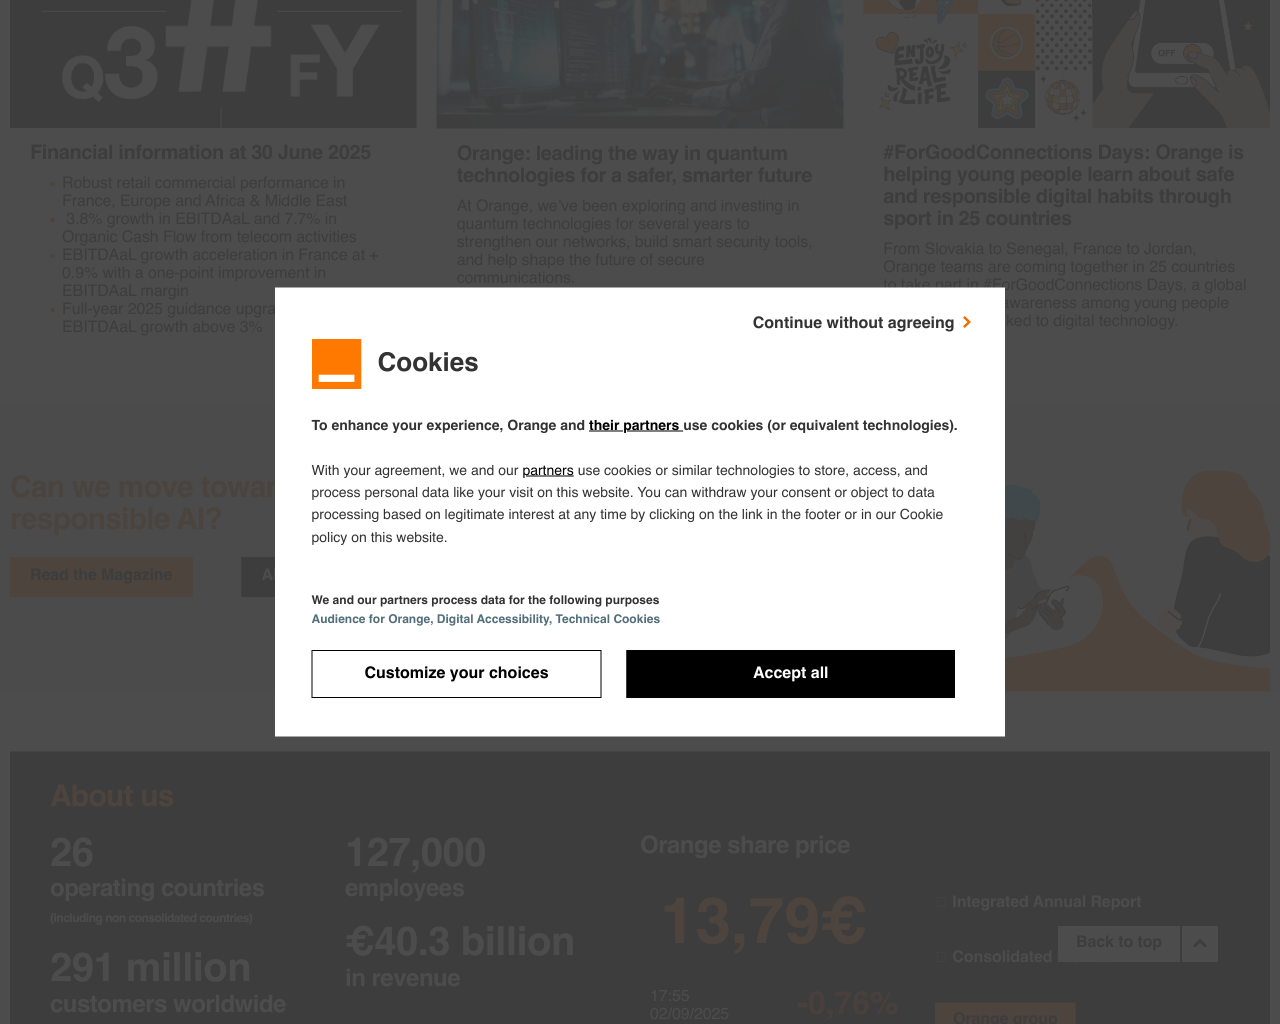 Q3 # FY
ENJOY
REAL
LIFE
OFF
Financial information at 30 June 2025
Robust retail commercial performance in
France, Europe and Africa & Middle East
3.8% growth in EBITDAaL and 7.7% in
Organic Cash Flow from telecom activities
EBITDAaL growth acceleration in France at +
0.9% with a one-point improvement in
EBITDAaL margin
Full-year 2025 guidance upgra
EBITDAaL growth above 3%
Orange: leading the way in quantum
technologies for a safer, smarter future
At Orange, we've been exploring and investing in
quantum technologies for several years to
strengthen our networks, build smart security tools,
and help shape the future of secure
communications.
#ForGoodConnections Days: Orange is
helping young people learn about safe
and responsible digital habits through
sport in 25 countries
From Slovakia to Senegal, France to Jordan,
Orange teams are coming together in 25 countries
to take part in #ForGoodConnections Days, a global
wareness among young people
ked to digital technology.
Continue without agreeing
Cookies
To enhance your experience, Orange and their partners use cookies (or equivalent technologies).
With your agreement, we and our partners use cookies or similar technologies to store, access, and
process personal data like your visit on this website. You can withdraw your consent or object to data
processing based on legitimate interest at any time by clicking on the link in the footer or in our Cookie
policy on this website.
We and our partners process data for the following purposes
Audience for Orange, Digital Accessibility, Technical Cookies
Customize your choices
Accept all
Can we move towar
responsible AI?
Read the Magazine
A
About us
26
operating countries
(including non consolidated countries)
291 million
customers worldwide
127,000
employees
€40.3 billion
in revenue
Orange share price
13,79€
17:55
02/09/2025
-0,76%
Integrated Annual Report
Consolidated
Back to top
Orange group